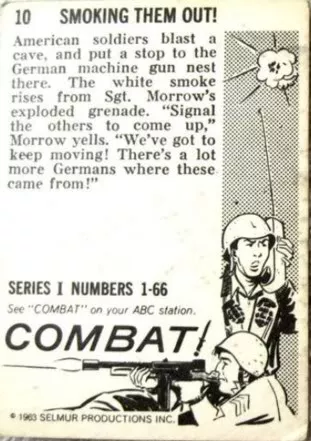 10 SMOKING THEM OUT!
American soldiers blast a
cave, and put a stop to the
German machine gun nest
there. The white smoke
rises from Sgt. Morrow's
exploded grenade. "Signal
the others to come up,"
Morrow yells. "We've got to
keep moving! There's a lot
more Germans where these
came from!"
SERIES I NUMBERS 1-66
See "COMBAT" on your ABC station.
COMBAT!
© 1963 SELMUR PRODUCTIONS INC.